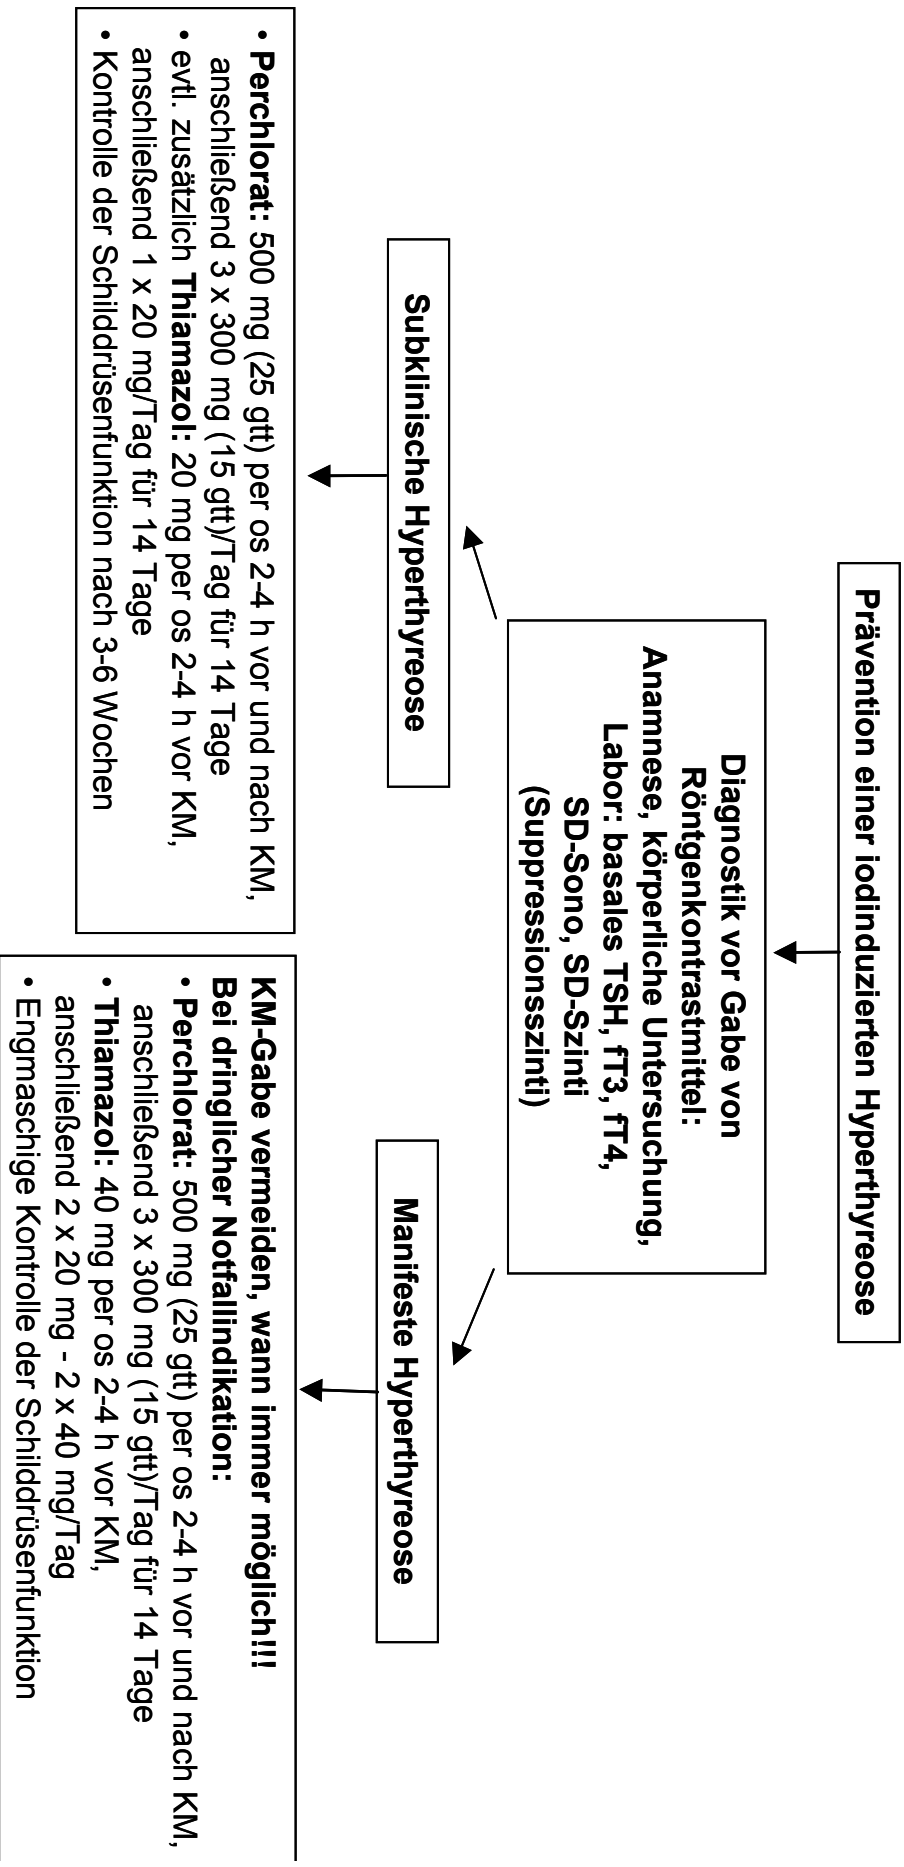 Prävention einer iodinduzierten Hyperthyreose
Diagnostik vor Gabe von
Röntgenkontrastmittel:
Anamnese, körperliche Untersuchung,
Labor: basales TSH, fT3, fT4,
SD-Sono, SD-Szinti
(Suppressionsszinti)
Subklinische Hyperthyreose
• Perchlorat: 500 mg (25 gtt) per os 2-4 h vor und nach KM,
anschließend 3 x 300 mg (15 gtt)/Tag für 14 Tage
• evtl. zusätzlich Thiamazol: 20 mg per os 2-4 h vor KM,
anschließend 1 x 20 mg/Tag für 14 Tage
• Kontrolle der Schilddrüsenfunktion nach 3-6 Wochen
Manifeste Hyperthyreose
KM-Gabe vermeiden, wann immer möglich!!!
Bei dringlicher Notfallindikation:
• Perchlorat: 500 mg (25 gtt) per os 2-4 h vor und nach KM,
anschließend 3 x 300 mg (15 gtt)/Tag für 14 Tage
• Thiamazol: 40 mg per os 2-4 h vor KM,
anschließend 2 x 20 mg - 2 x 40 mg/Tag
• Engmaschige Kontrolle der Schilddrüsenfunktion